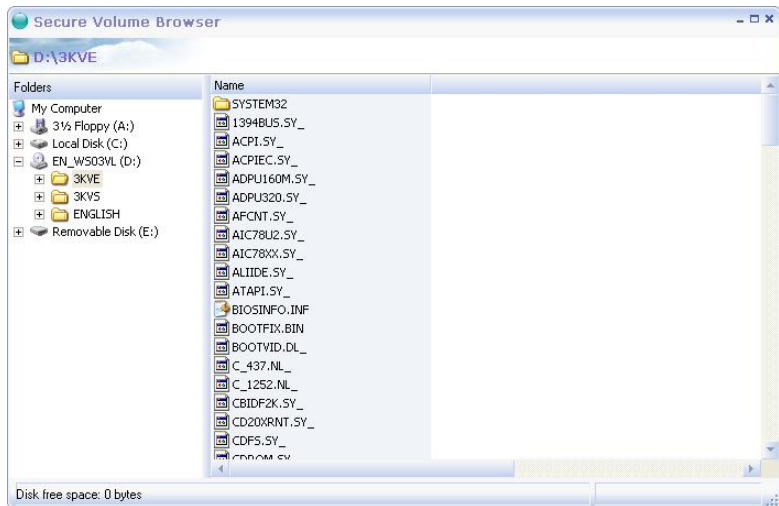 Secure Volume Browser
D:\3KVE
Folders
My Computer
3½ Floppy (A:)
Local Disk (C:)
EN_WS03VL (D:)
3KVE
3KVS
ENGLISH
Removable Disk (E:)
Name
SYSTEM32
1394BUS.SY_
ACPI.SY_
ACPIEC.SY_
ADPU160M.SY_
ADPU320.SY_
AFCNT.SY_
AIC78U2.SY_
AIC78XX.SY_
ALIIDE.SY_
ATAPI.SY_
BIOSINFO.INF
BOOTFIX.BIN
BOOTVID.DL_
C_437.NL_
C_1252.NL_
CBIDF2K.SY_
CD20XRNT.SY_
CDFS.SY_
Disk free space: 0 bytes